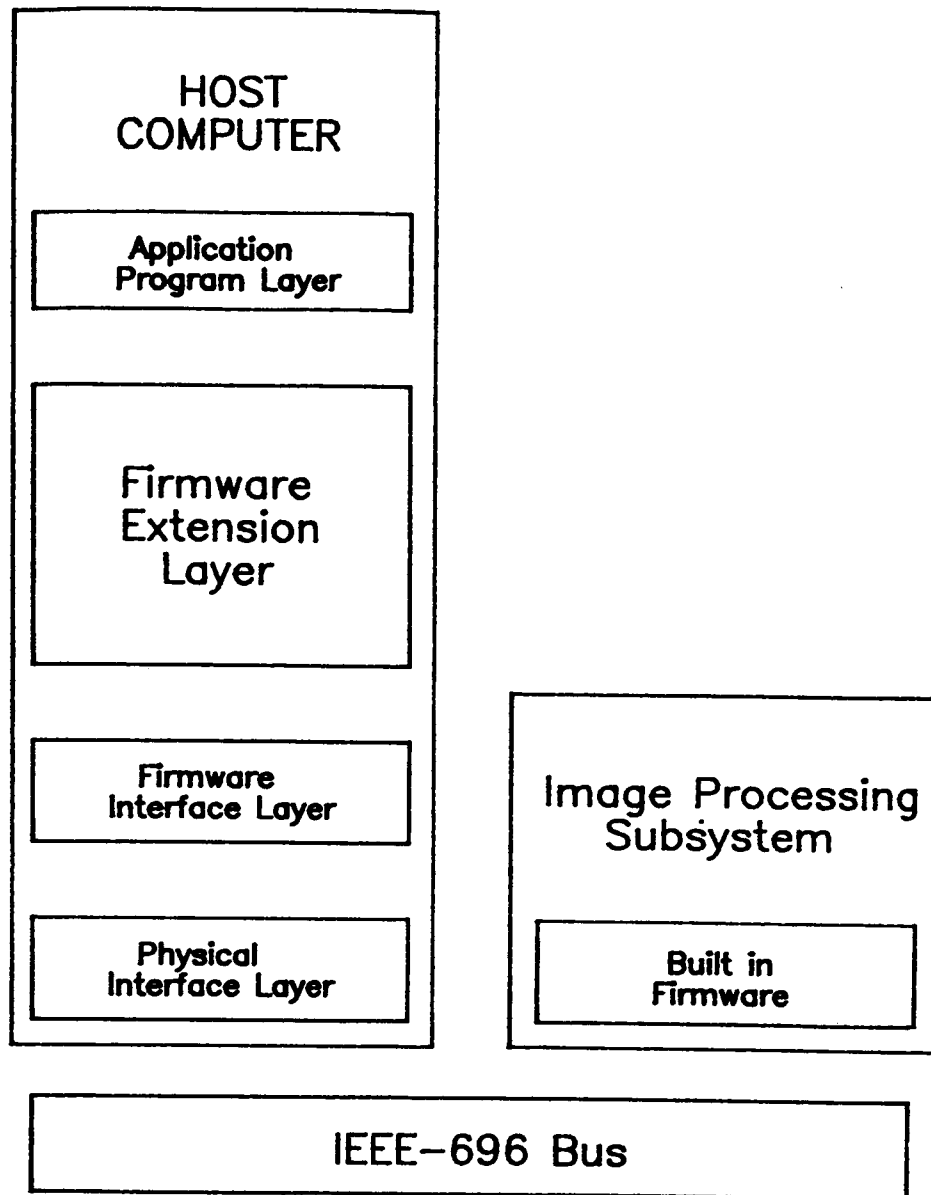 HOST
COMPUTER
Application
Program Layer
Firmware
Extension
Layer
Firmware
Interface Layer
Physical
Interface Layer
Image Processing
Subsystem
Built in
Firmware
IEEE-696 Bus